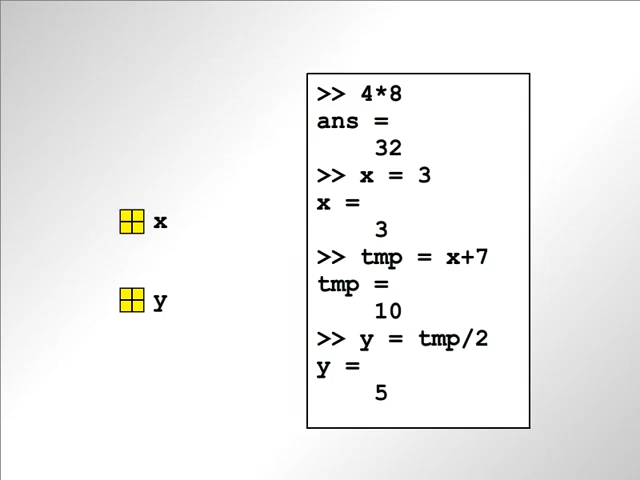 x
y
>> 4*8
ans =
32
>> x = 3
x =
3
>> tmp = x+7
tmp =
10
>> y = tmp/2
y =
5